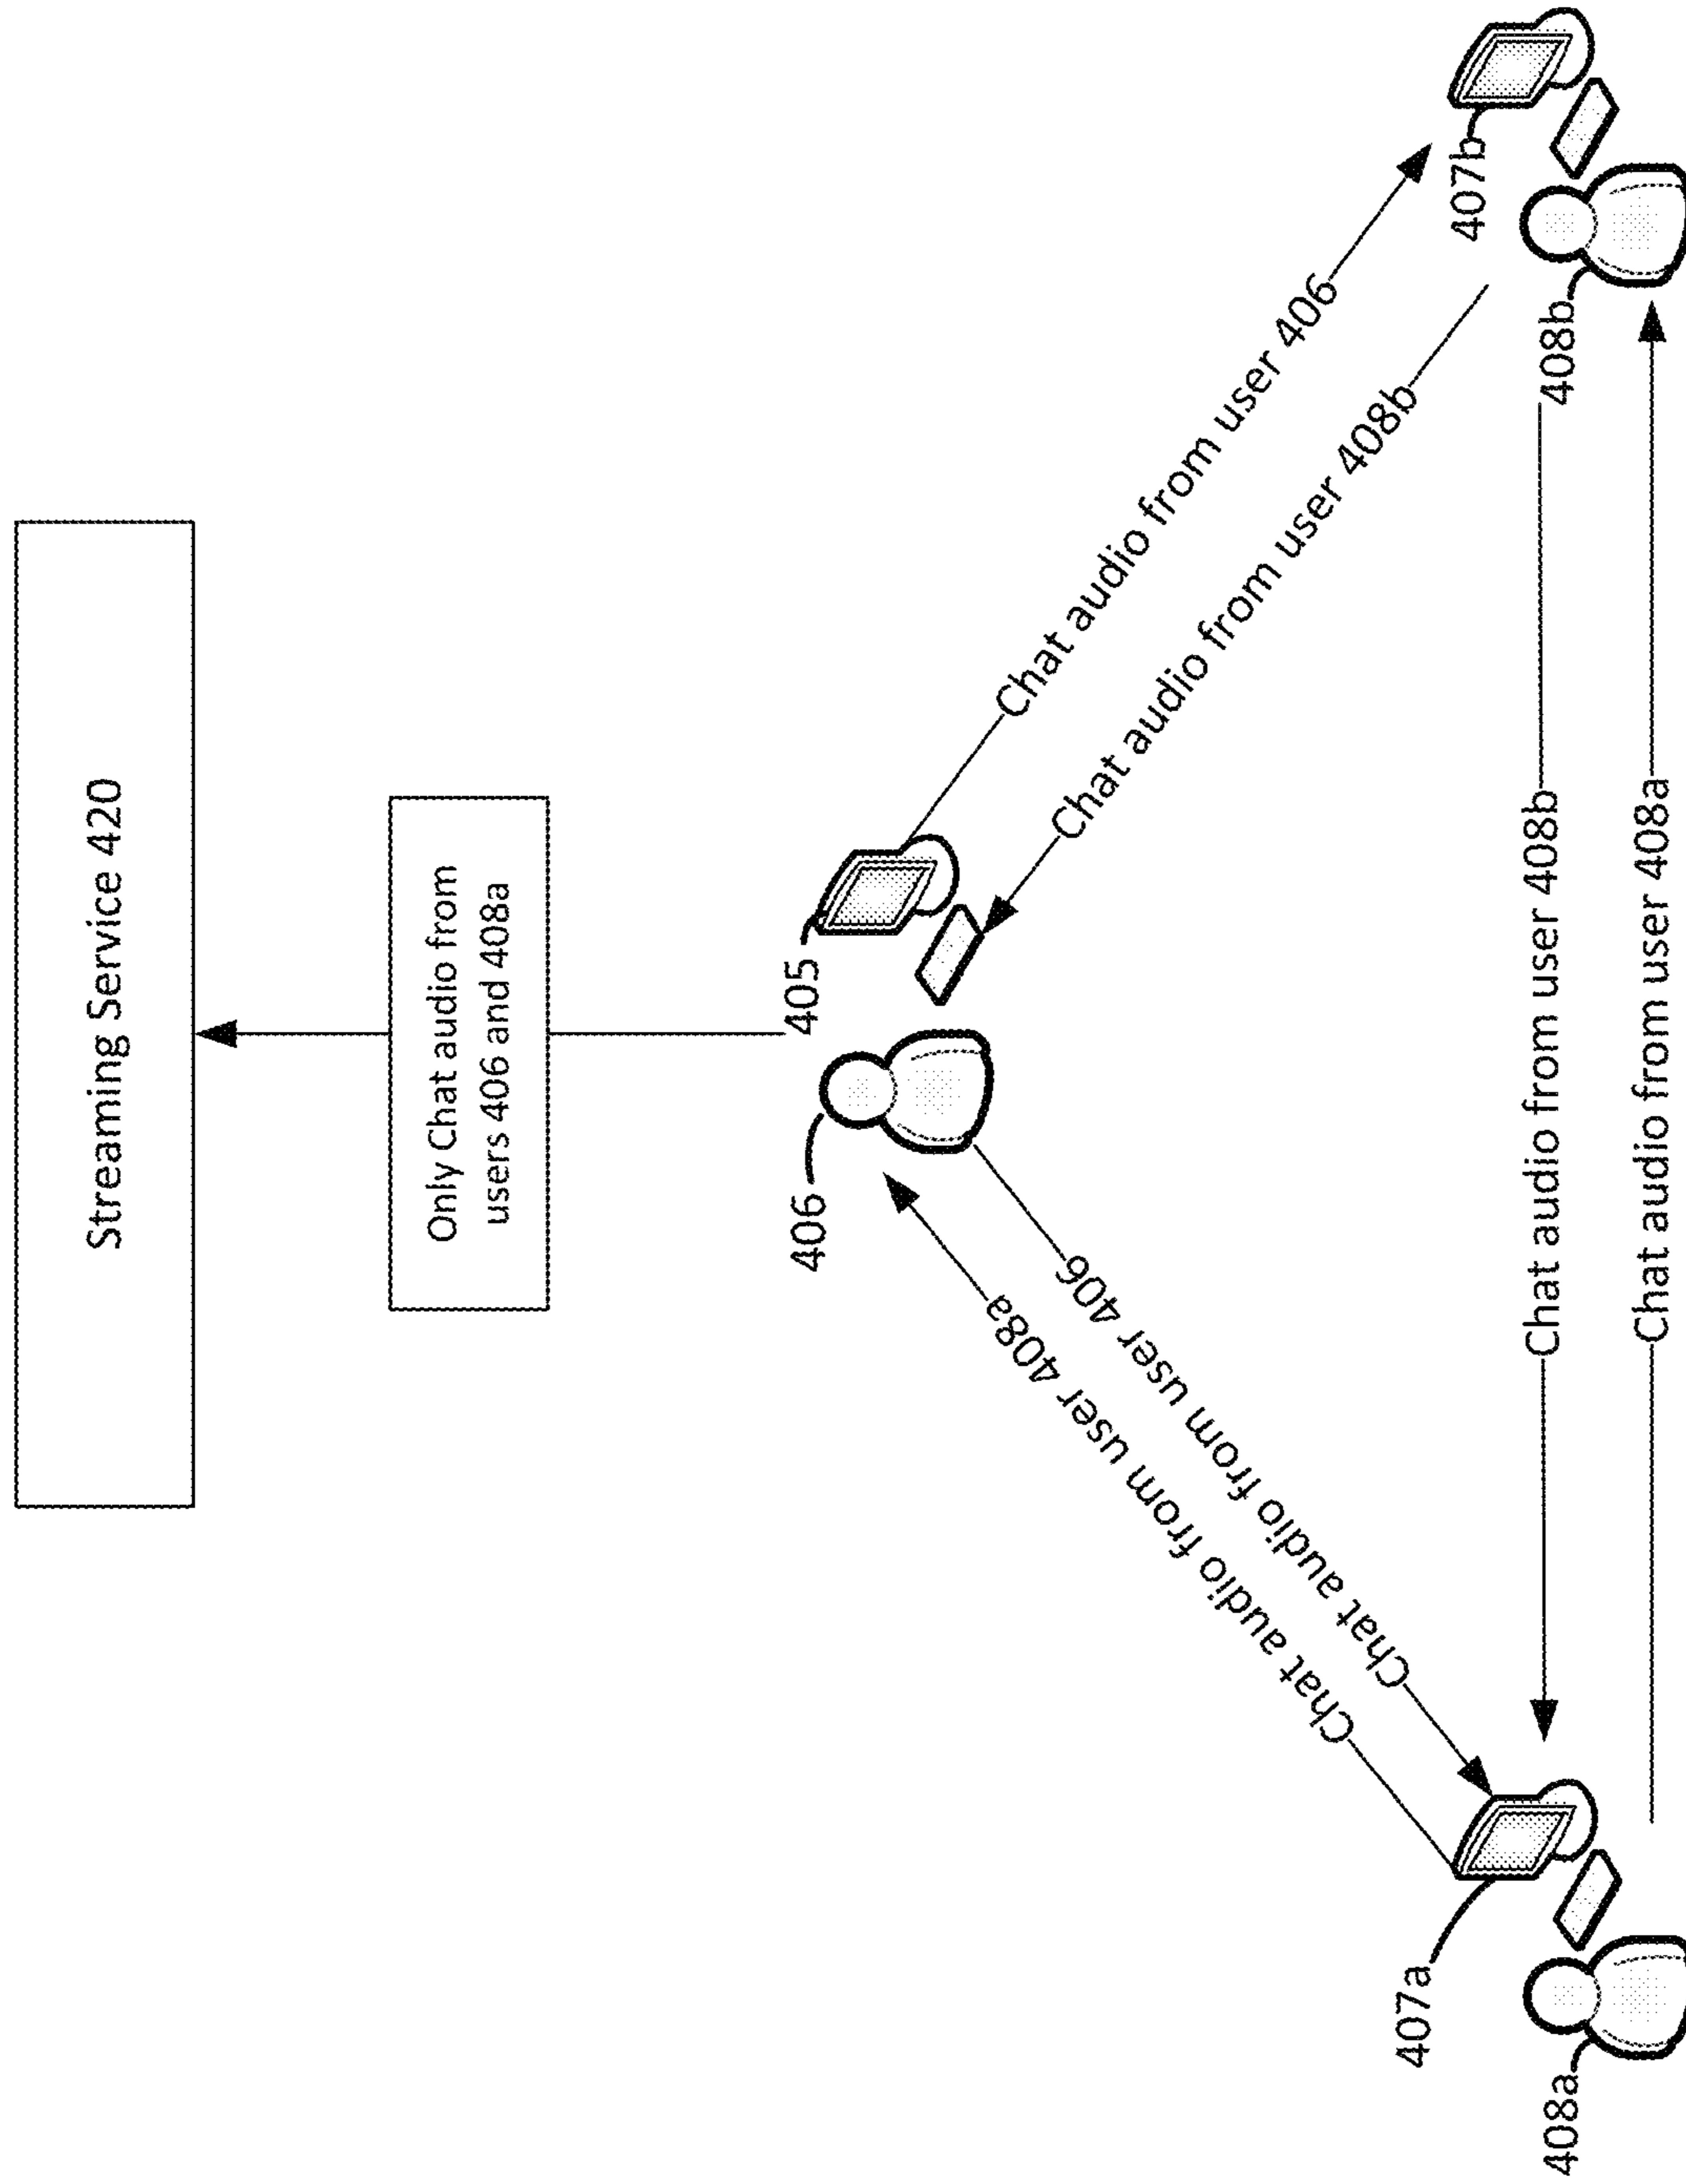 Streaming Service 420
Only Chat audio from
users 406 and 408a
405
406
Chat audio from user 408a
Chat audio from user 406
Chat audio from user 406
Chat audio from user 408b
407a
408a
407b
408b
Chat audio from user 408b
Chat audio from user 408a